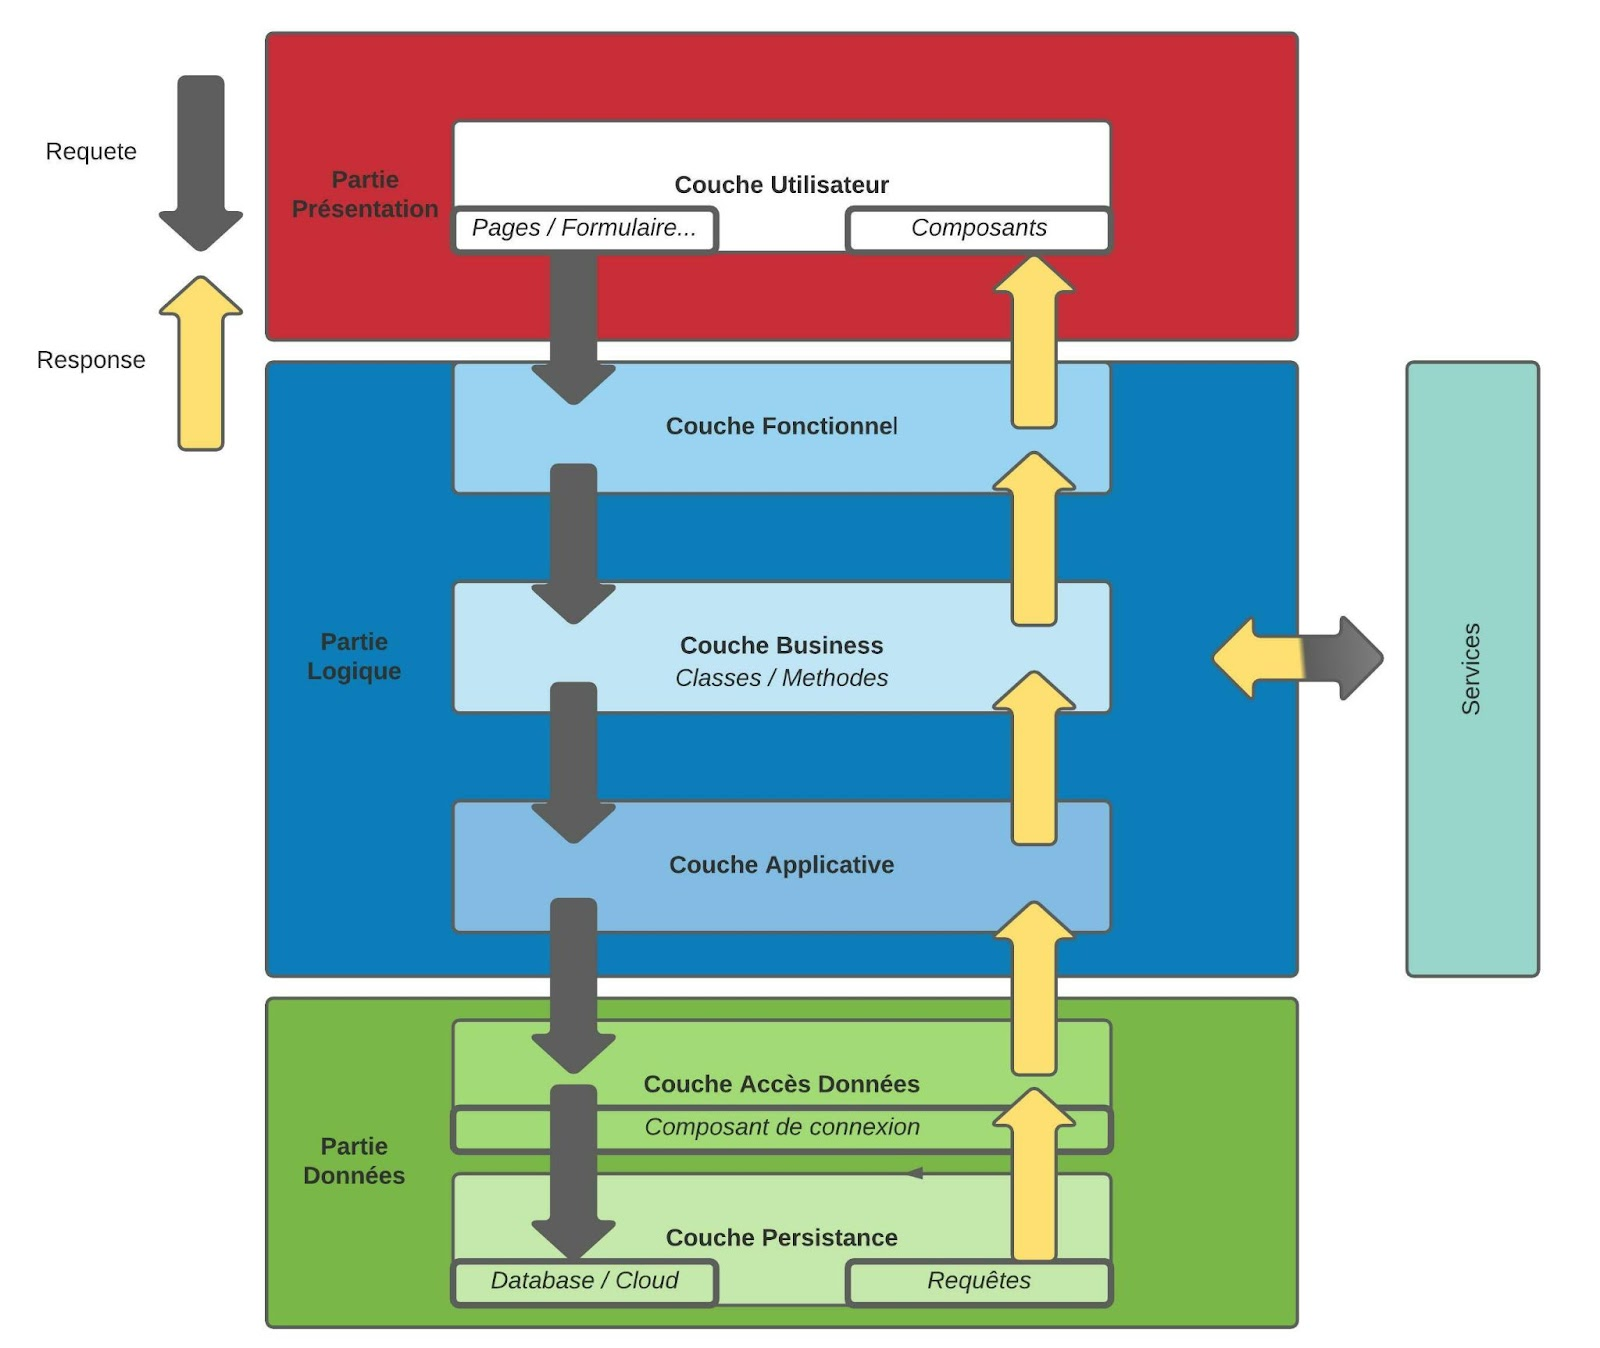 Requete
Response
Partie
Présentation
Couche Utilisateur
Pages / Formulaire...
Composants
Partie
Logique
Couche Fonctionnel
Couche Business
Classes / Methodes
Couche Applicative
Services
Partie
Données
Couche Accès Données
Composant de connexion
Couche Persistance
Database / Cloud
Requêtes